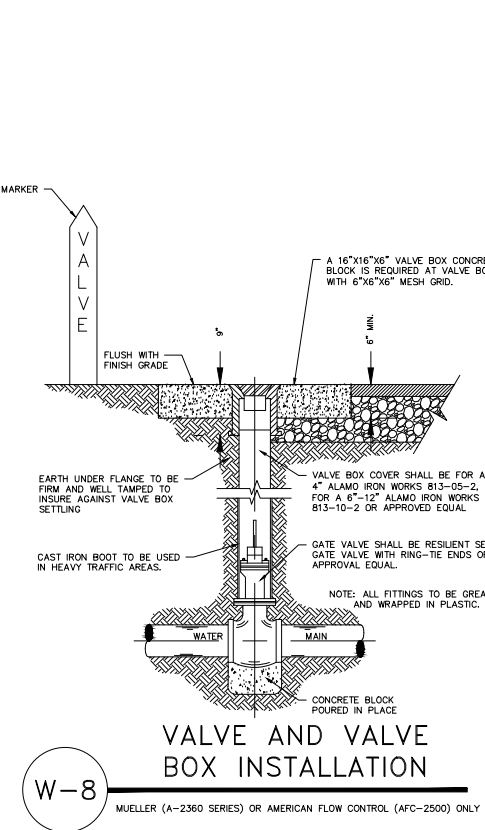 MARKER
VALVE
A 16"X16"X6" VALVE BOX
BLOCK IS REQUIRED AT VALVE
WITH 6"X6"X6" MESH GRID.
9"
6" MIN.
FLUSH WITH
FINISH GRADE
EARTH UNDER FLANGE TO BE
FIRM AND WELL TAMPED TO
INSURE AGAINST VALVE BOX
SETTLING
VALVE BOX COVER SHALL BE FOR A
4" ALAMO IRON WORKS 813-05-2,
FOR A 6"-12" ALAMO IRON WORKS
813-10-2 OR APPROVED EQUAL
CAST IRON BOOT TO BE USED
IN HEAVY TRAFFIC AREAS.
GATE VALVE SHALL BE RESILIENT
GATE VALVE WITH RING-TIE ENDS
APPROVAL EQUAL.
NOTE: ALL FITTINGS TO BE
AND WRAPPED IN PLASTIC.
WATER MAIN
CONCRETE BLOCK
POURED IN PLACE
VALVE AND VALVE
BOX INSTALLATION
W-8
MUELLER (A-2360 SERIES) OR AMERICAN FLOW CONTROL (AFC-2500) ONLY